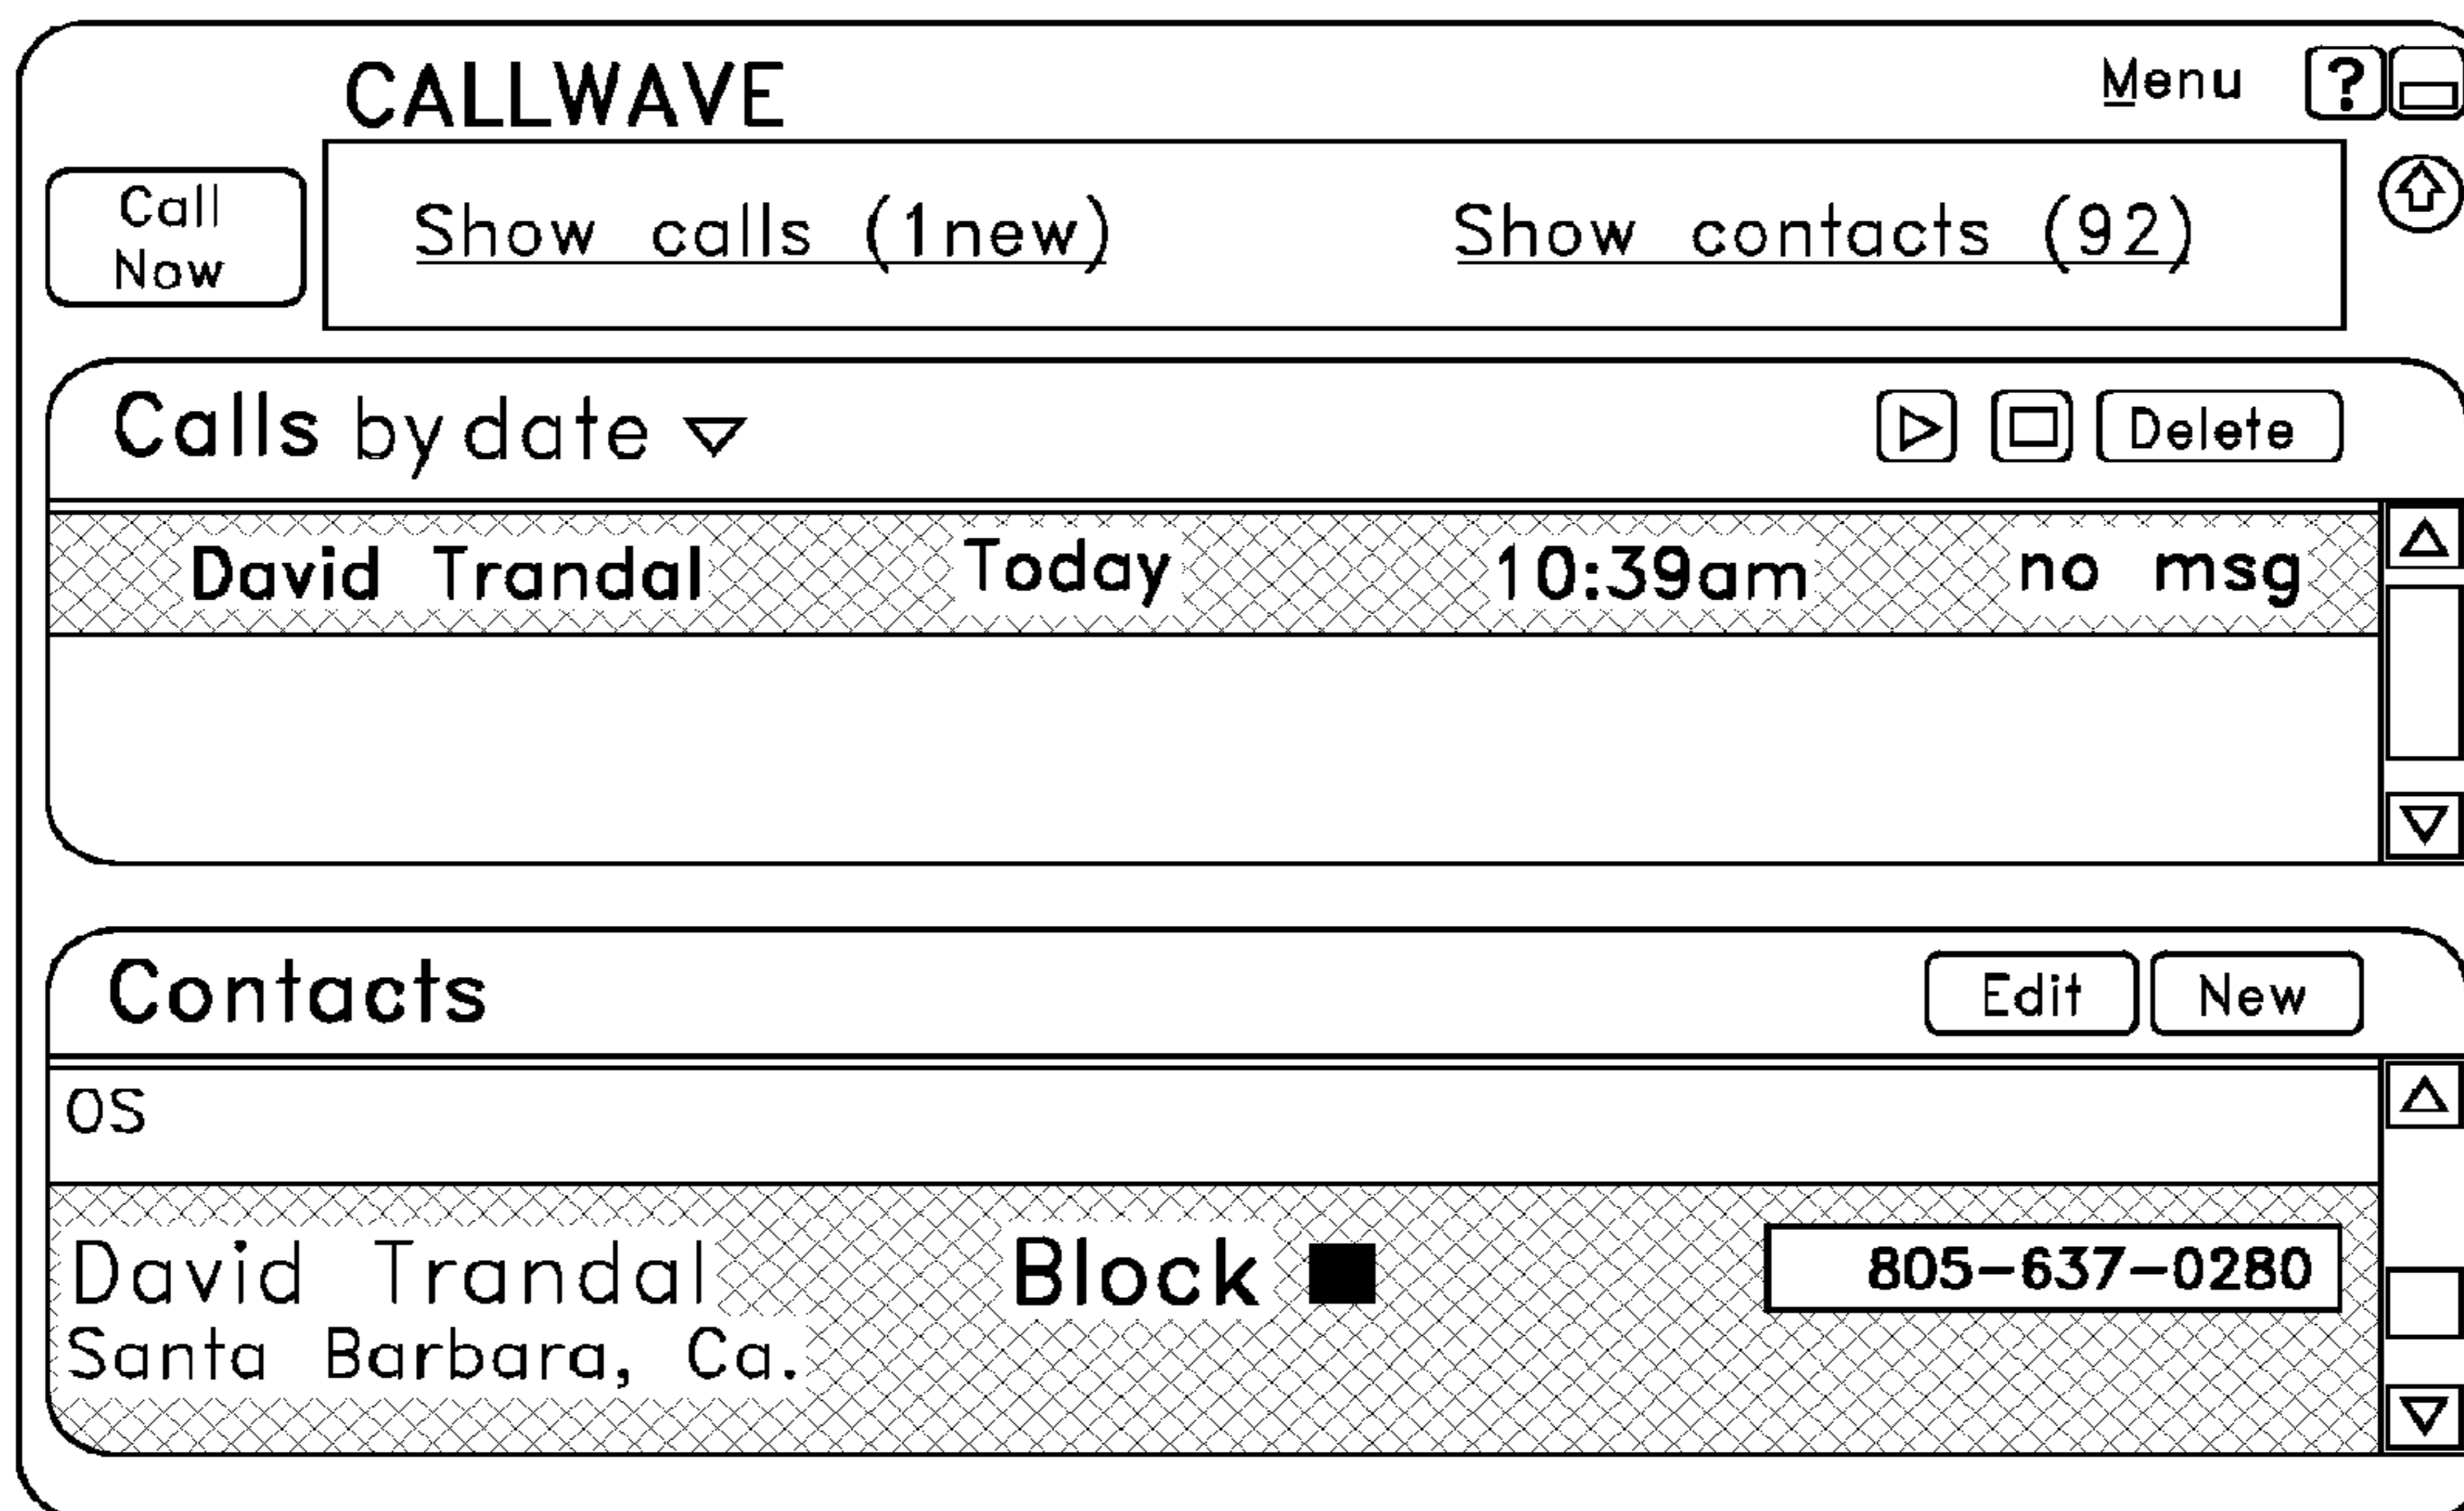 CALLWAVE
Menu ?
Call
Now
Show calls (1new)
Show contacts (92)
Calls by date
Delete
David Trandal Today 10:39am no msg
Contacts
Edit New
OS
David Trandal Block 805-637-0280
Santa Barbara, Ca.